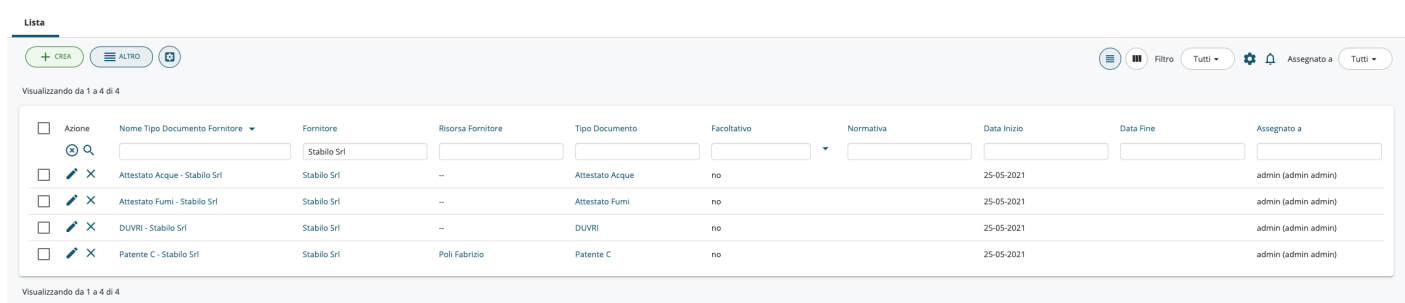 Lista
CREA ALTRO Filtro Tutti Assegnato a Tutti
Visualizzando da 1 a 4 di 4
Azione Nome Tipo Documento Fornitore Fornitore Risorsa Fornitore Tipo Documento Facoltativo Normativa Data Inizio Data Fine Assegnato a
Stabilo Srl
Attestato Acque - Stabilo Srl Stabilo Srl -- Attestato Acque no 25-05-2021 admin (admin admin)
Attestato Fumi - Stabilo Srl Stabilo Srl -- Attestato Fumi no 25-05-2021 admin (admin admin)
DUVRI - Stabilo Srl Stabilo Srl -- DUVRI no 25-05-2021 admin (admin admin)
Patente C - Stabilo Srl Stabilo Srl Poli Fabrizio Patente C no 25-05-2021 admin (admin admin)
Visualizzando da 1 a 4 di 4